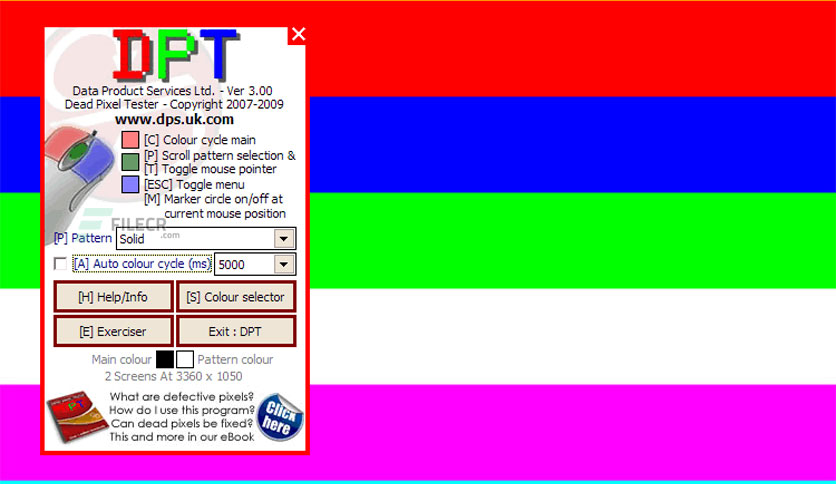 DPT
Data Product Services Ltd. - Ver 3.00
Dead Pixel Tester - Copyright 2007-2009
www.dps.uk.com
[C] Colour cycle main
[P] Scroll pattern selection &
[T] Toggle mouse pointer
[ESC] Toggle menu
[M] Marker circle on/off at
current mouse position
FILECR
.com
[P] Pattern Solid
[A] Auto colour cycle (ms) 5000
[H] Help/Info [S] Colour selector
[E] Exerciser Exit : DPT
Main colour Pattern colour
2 Screens At 3360 x 1050
DPT
What are defective pixels?
How do I use this program?
Can dead pixels be fixed?
This and more in our eBook
Click
here